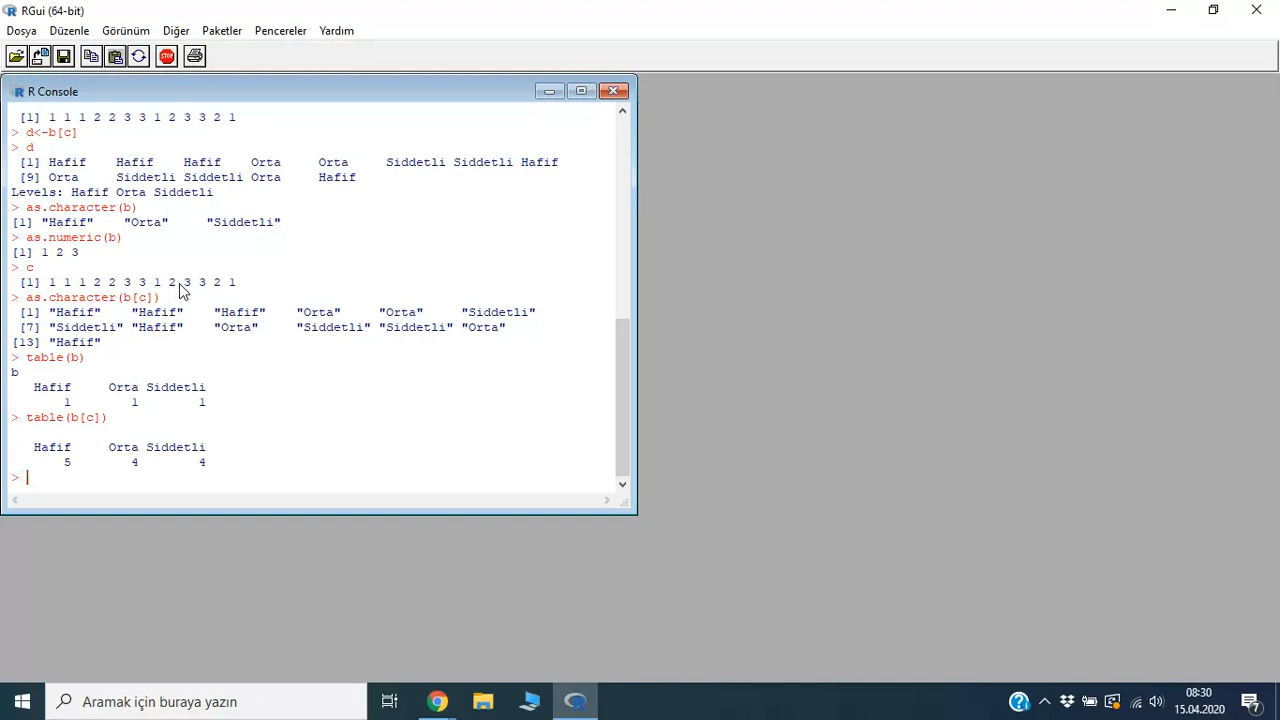 RGui (64-bit)
Dosya Düzenle Görünüm Diğer Paketler Pencereler Yardım
STOP
R Console
[1] 1 1 1 2 2 3 3 1 2 3 3 2 1
> d<-b[c]
> d
[1] Hafif Hafif Hafif Orta Orta Siddetli Siddetli Hafif
[9] Orta Siddetli Siddetli Orta Hafif
Levels: Hafif Orta Siddetli
> as.character(b)
[1] "Hafif" "Orta" "Siddetli"
> as.numeric(b)
[1] 1 2 3
> c
[1] 1 1 1 2 2 3 3 1 2 3 3 2 1
> as.character(b[c])
[1] "Hafif" "Hafif" "Hafif" "Orta" "Orta" "Siddetli"
[7] "Siddetli" "Hafif" "Orta" "Siddetli" "Siddetli" "Orta"
[13] "Hafif"
> table(b)
b
Hafif Orta Siddetli
1 1 1
> table(b[c])
Hafif Orta Siddetli
5 4 4
>
Aramak için buraya yazın
08:30
15.04.2020
7